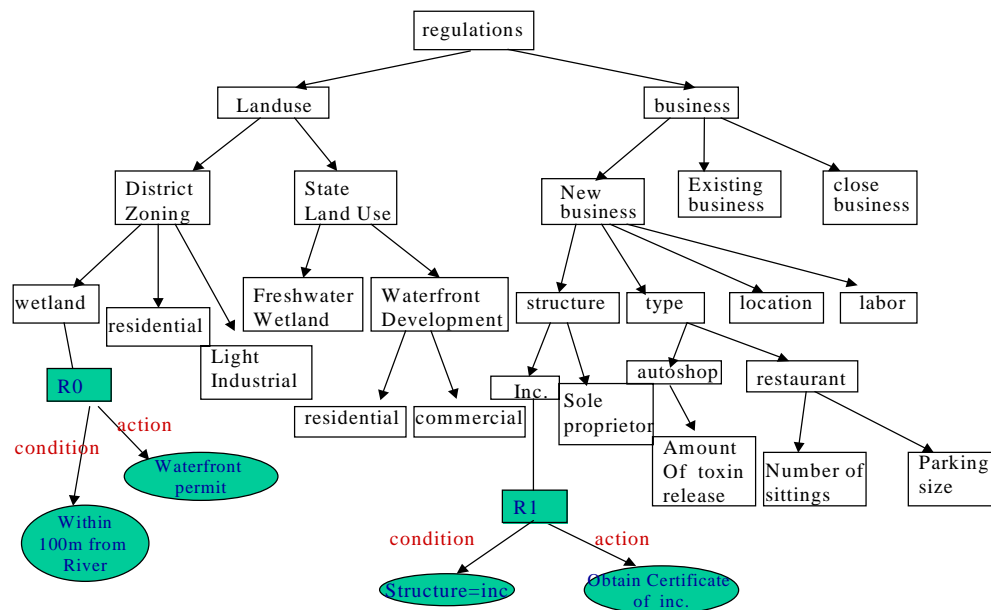 regulations
Landuse
business
District
Zoning
State
Land Use
New
business
Existing
business
close
business
wetland
residential
Light
Industrial
Freshwater
Wetland
Waterfront
Development
structure
type
location
labor
R0
condition
action
Waterfront
permit
Within
100m from
River
residential
commercial
Inc.
Sole
proprietor
autoshop
restaurant
Amount
Of toxin
release
Number of
sittings
Parking
size
R1
condition
action
Structure=inc
Obtain Certificate
of inc.